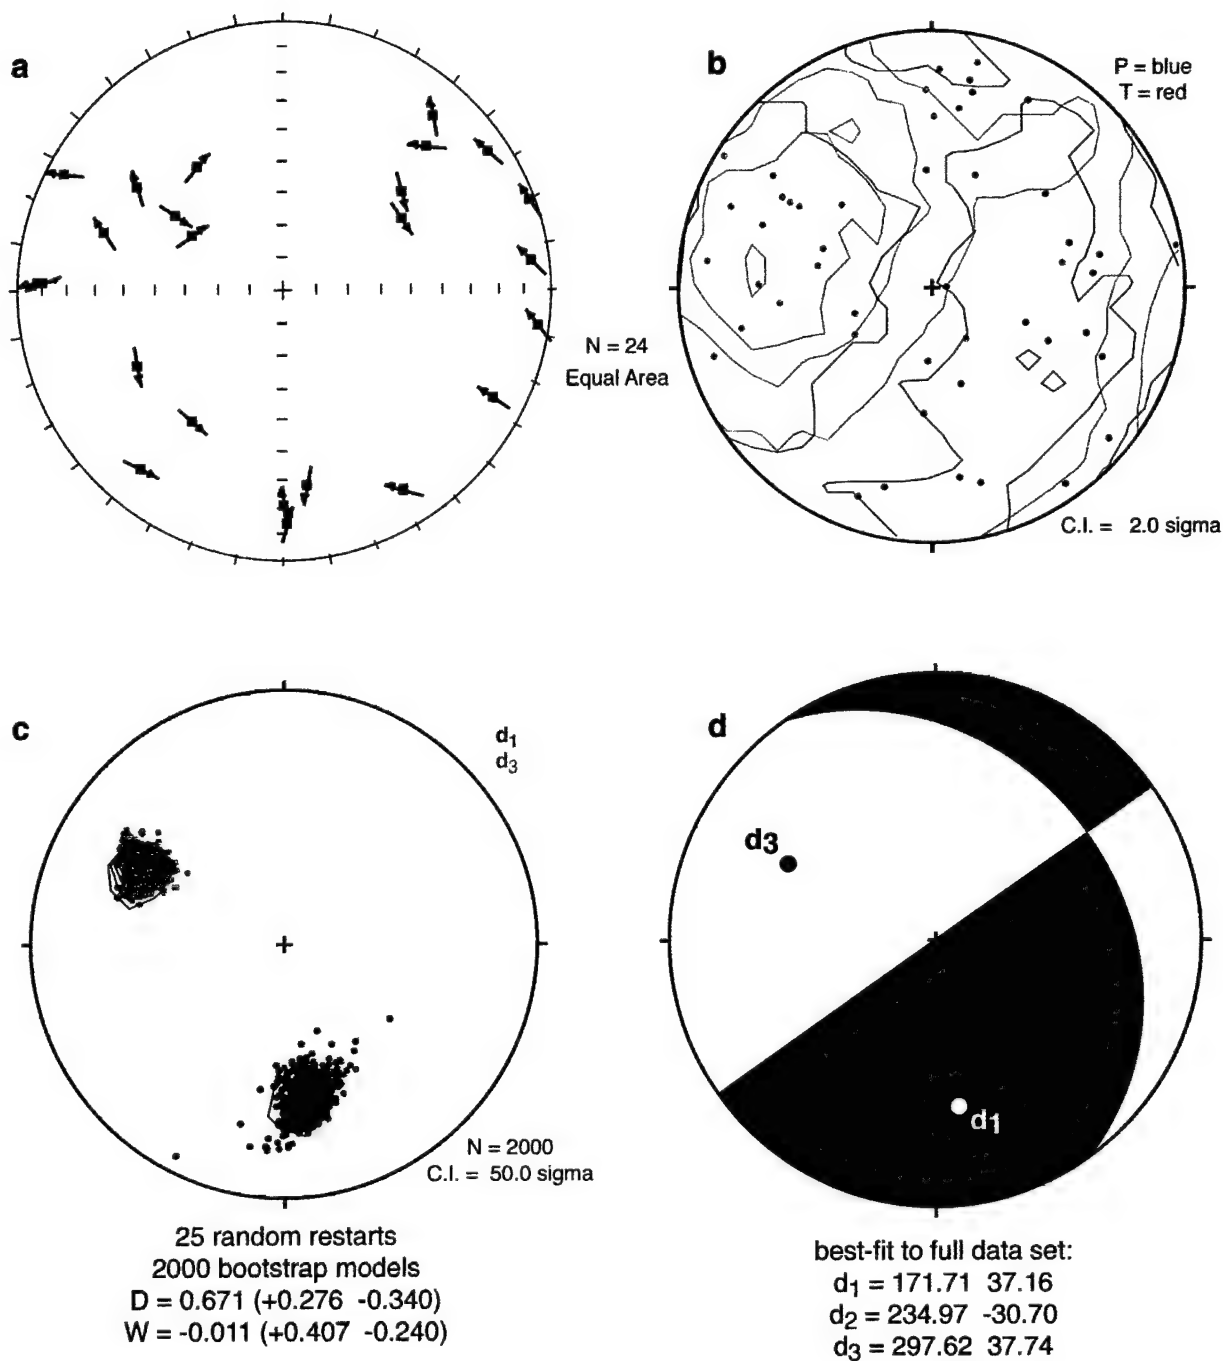 a
b
P = blue
T = red
N = 24
Equal Area
C.I. = 2.0 sigma
c
d1
d3
d
d3
d1
N = 2000
C.I. = 50.0 sigma
25 random restarts
2000 bootstrap models
D = 0.671 (+0.276 -0.340)
W = -0.011 (+0.407 -0.240)
best-fit to full data set:
d1 = 171.71 37.16
d2 = 234.97 -30.70
d3 = 297.62 37.74